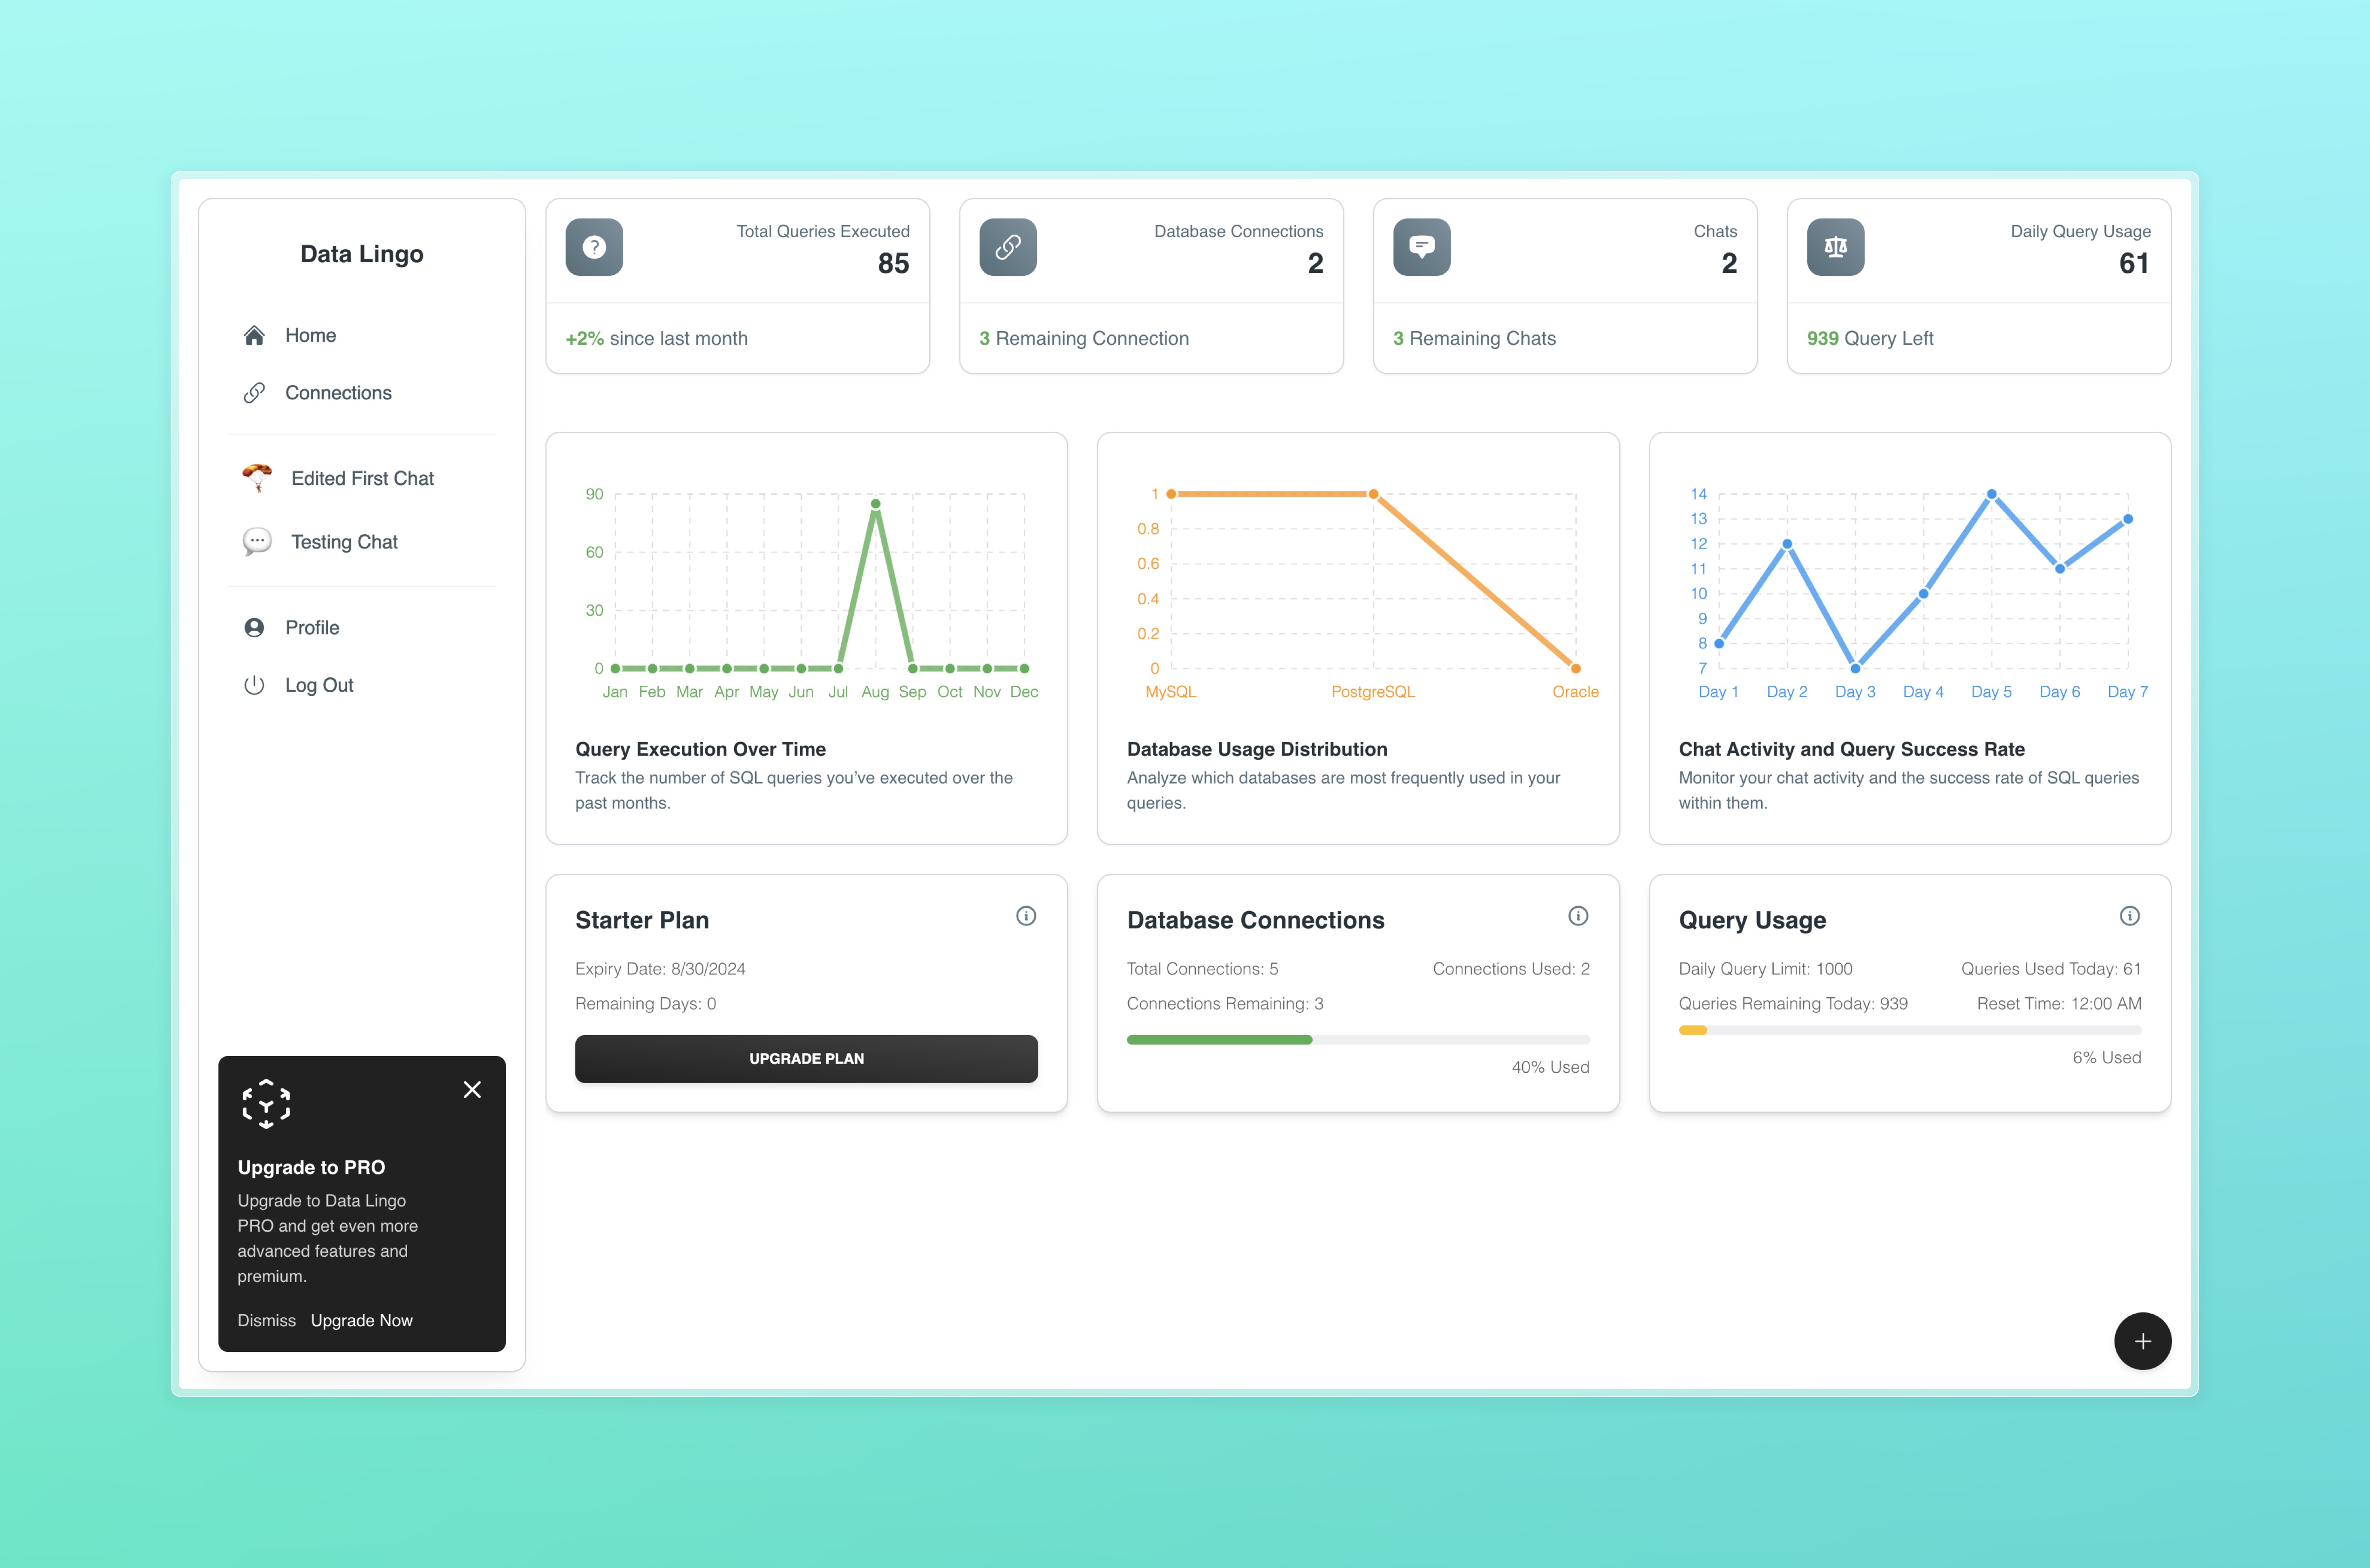 Data Lingo
Home
Connections
Edited First Chat
Testing Chat
Profile
Log Out
Upgrade to PRO
Upgrade to Data Lingo
PRO and get even more
advanced features and
premium.
Dismiss Upgrade Now
Total Queries Executed
85
+2% since last month
Database Connections
2
3 Remaining Connection
Chats
2
3 Remaining Chats
Daily Query Usage
61
939 Query Left
90
60
30
0
Jan Feb Mar Apr May Jun Jul Aug Sep Oct Nov Dec
Query Execution Over Time
Track the number of SQL queries you’ve executed over the
past months.
1
0.8
0.6
0.4
0.2
0
MySQL PostgreSQL Oracle
Database Usage Distribution
Analyze which databases are most frequently used in your
queries.
14
13
12
11
10
9
8
7
Day 1 Day 2 Day 3 Day 4 Day 5 Day 6 Day 7
Chat Activity and Query Success Rate
Monitor your chat activity and the success rate of SQL queries
within them.
Starter Plan
Expiry Date: 8/30/2024
Remaining Days: 0
UPGRADE PLAN
Database Connections
Total Connections: 5 Connections Used: 2
Connections Remaining: 3
40% Used
Query Usage
Daily Query Limit: 1000 Queries Used Today: 61
Queries Remaining Today: 939 Reset Time: 12:00 AM
6% Used